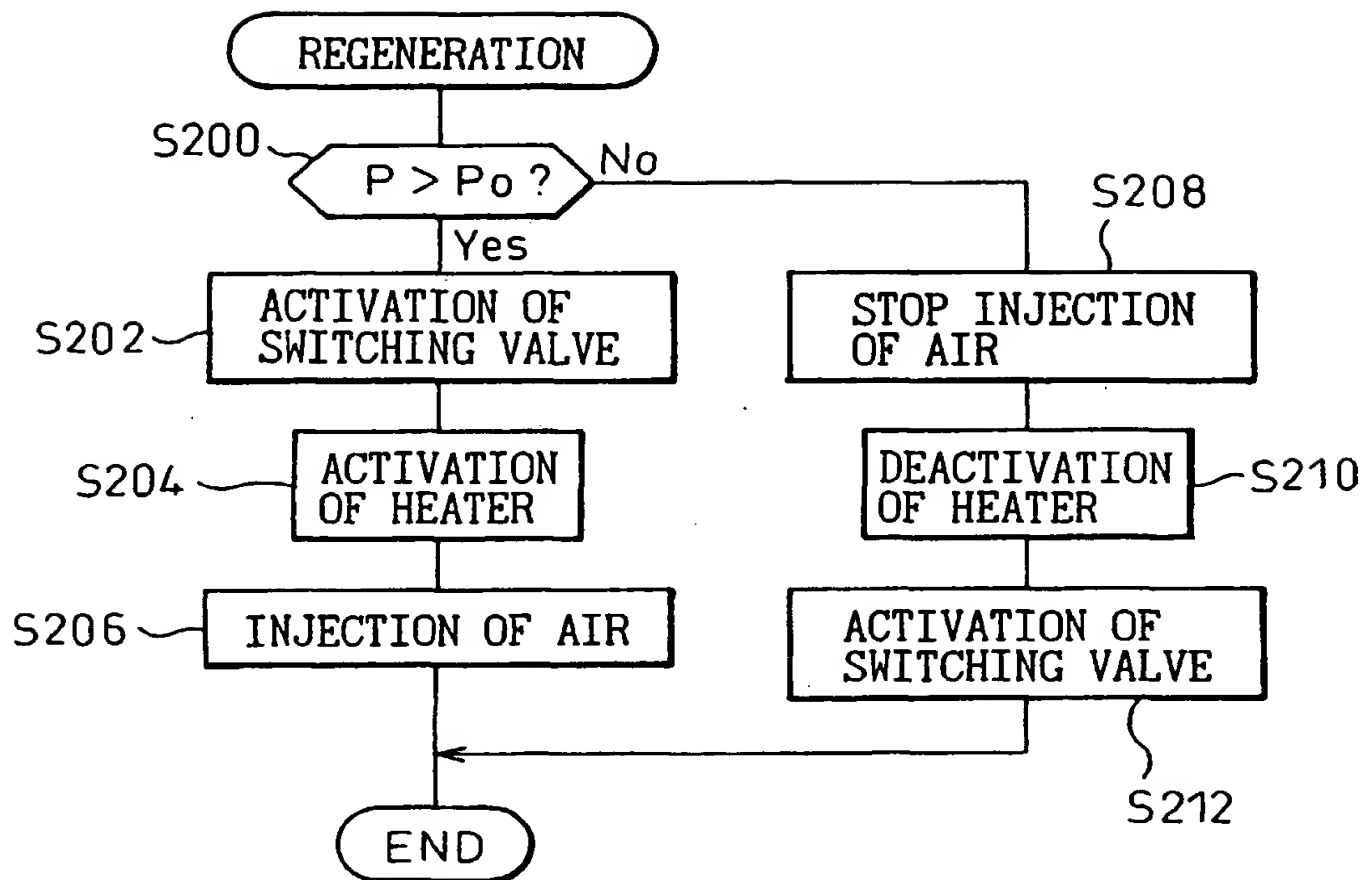 REGENERATION
S200
P > Po ?
No
Yes
S202
ACTIVATION OF
SWITCHING VALVE
S204
ACTIVATION
OF HEATER
S206
INJECTION OF AIR
S208
STOP INJECTION
OF AIR
DEACTIVATION
OF HEATER
S210
ACTIVATION OF
SWITCHING VALVE
S212
END